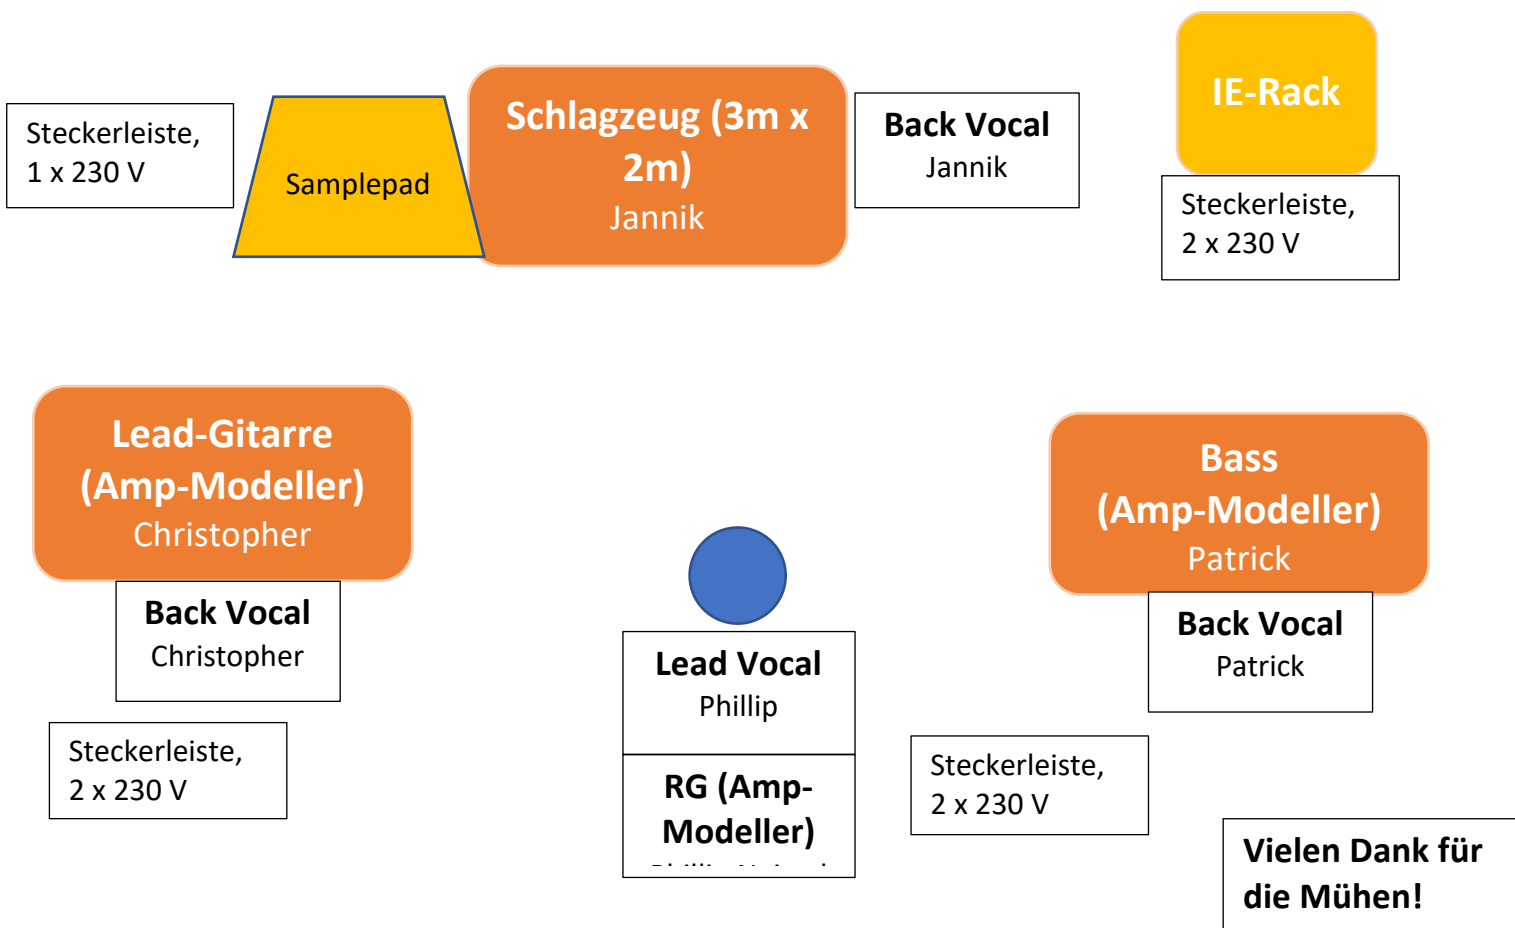 Steckerleiste,
1 x 230 V
Samplepad
Schlagzeug (3m x
2m)
Jannik
Back Vocal
Jannik
IE-Rack
Steckerleiste,
2 x 230 V
Lead-Gitarre
(Amp-Modeller)
Christopher
Back Vocal
Christopher
Steckerleiste,
2 x 230 V
Lead Vocal
Phillip
RG (Amp-
Modeller)
Bass
(Amp-Modeller)
Patrick
Back Vocal
Patrick
Steckerleiste,
2 x 230 V
Vielen Dank für
die Mühen!